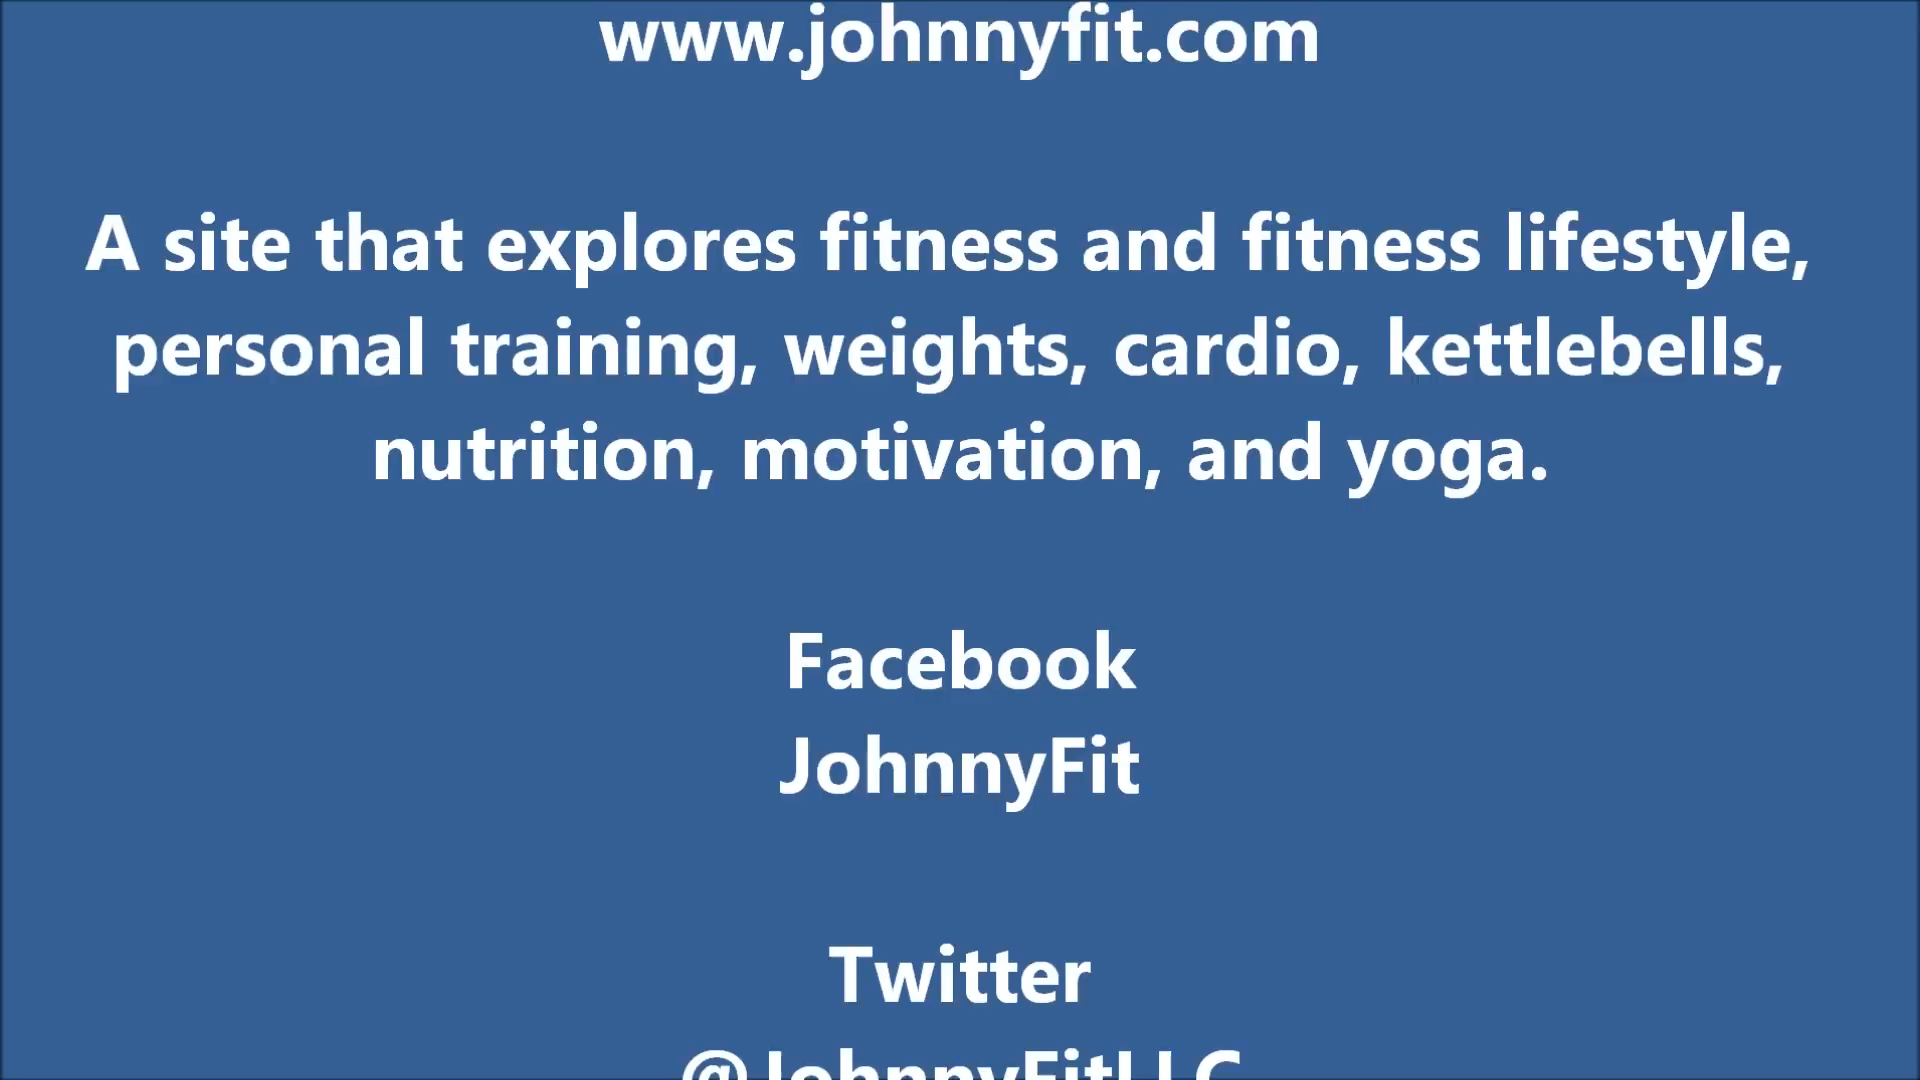 www.johnnyfit.com
A site that explores fitness and fitness lifestyle,
personal training, weights, cardio, kettlebells,
nutrition, motivation, and yoga.
Facebook
JohnnyFit
Twitter
@JohnnyFitLLC